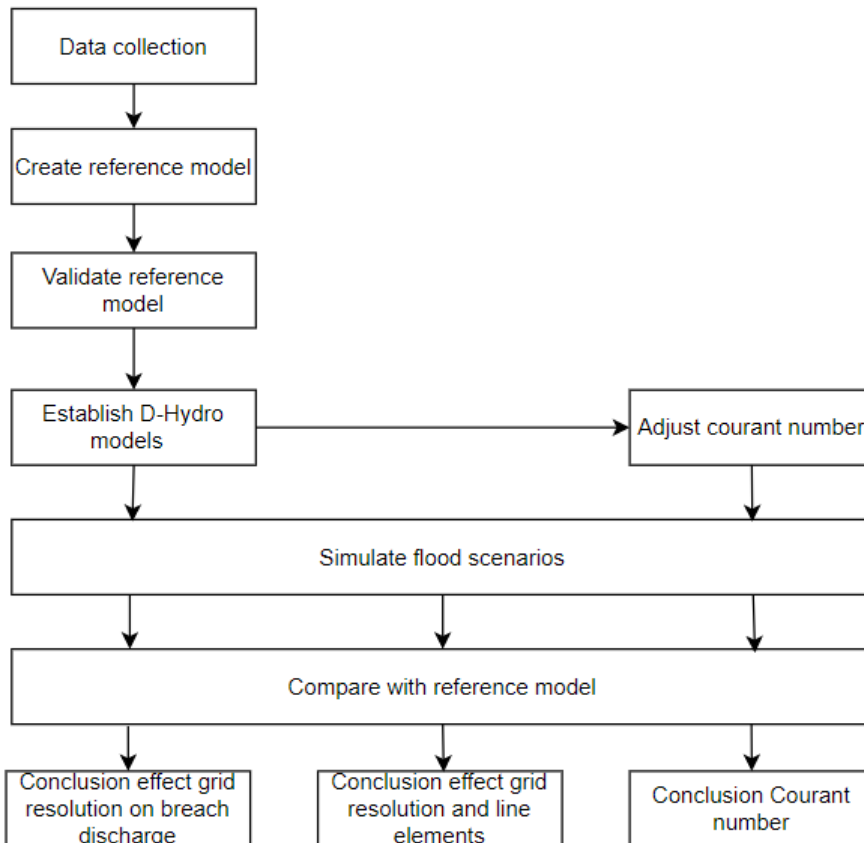 Data collection
Create reference model
Validate reference
model
Establish D-Hydro
models
Adjust courant number
Simulate flood scenarios
Compare with reference model
Conclusion effect grid
resolution on breach
discharge
Conclusion effect grid
resolution and line
elements
Conclusion Courant
number